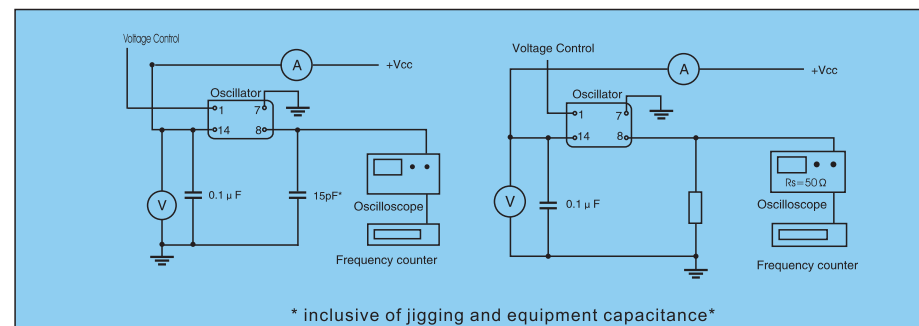 Voltage Control
A
+Vcc
Oscillator
1
7
14
8
V
0.1 μ F
15pF*
Oscilloscope
Frequency counter
Voltage Control
A
+Vcc
Oscillator
1
7
14
8
V
0.1 μ F
Rs=50 Ω
Oscilloscope
Frequency counter
* inclusive of jigging and equipment capacitance*